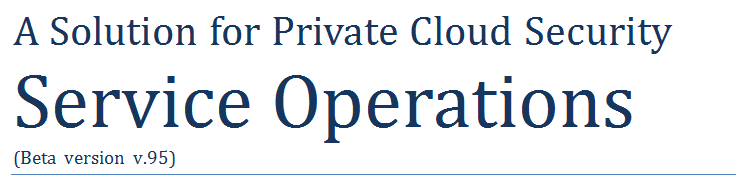 A Solution for Private Cloud Security
Service Operations
(Beta version v.95)